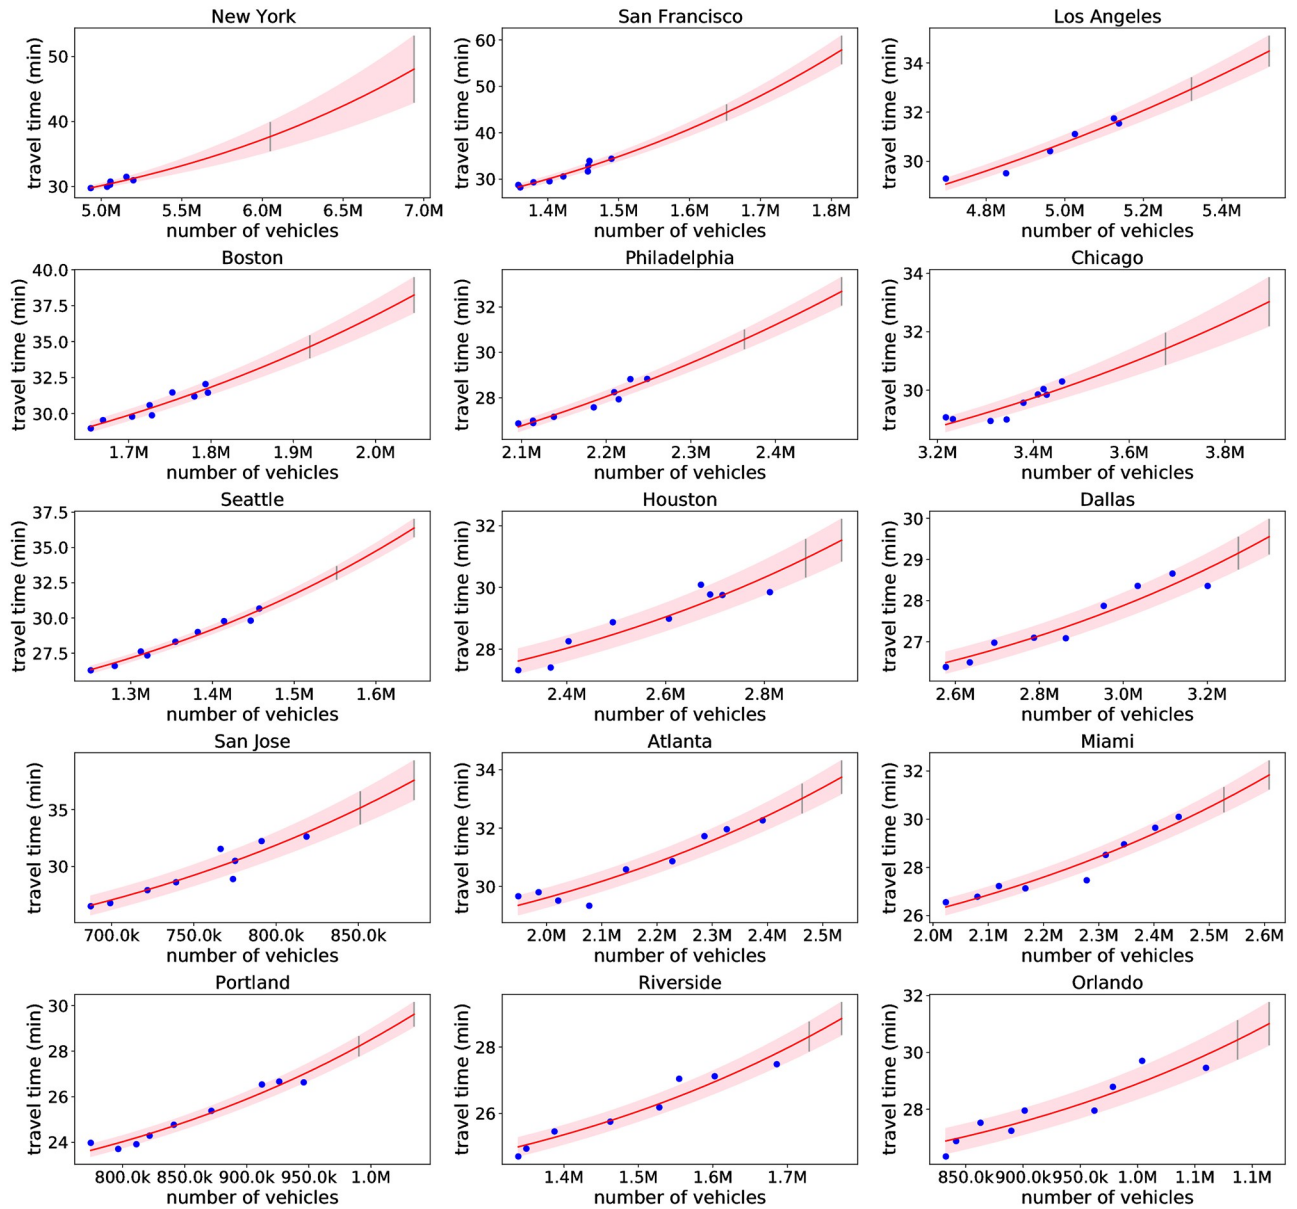 New York
50
40
30
travel time (min)
5.0M 5.5M 6.0M 6.5M 7.0M
number of vehicles
San Francisco
60
50
40
30
travel time (min)
1.4M 1.5M 1.6M 1.7M 1.8M
number of vehicles
Los Angeles
34
32
30
travel time (min)
4.8M 5.0M 5.2M 5.4M
number of vehicles
Boston
40.0
37.5
35.0
32.5
30.0
travel time (min)
1.7M 1.8M 1.9M 2.0M
number of vehicles
Philadelphia
32
30
28
travel time (min)
2.1M 2.2M 2.3M 2.4M
number of vehicles
Chicago
34
32
30
travel time (min)
3.2M 3.4M 3.6M 3.8M
number of vehicles
Seattle
37.5
35.0
32.5
30.0
27.5
travel time (min)
1.3M 1.4M 1.5M 1.6M
number of vehicles
Houston
32
30
28
travel time (min)
2.4M 2.6M 2.8M
number of vehicles
Dallas
30
29
28
27
26
travel time (min)
2.6M 2.8M 3.0M 3.2M
number of vehicles
San Jose
35
30
travel time (min)
700.0k 750.0k 800.0k 850.0k
number of vehicles
Atlanta
34
32
30
travel time (min)
2.0M 2.1M 2.2M 2.3M 2.4M 2.5M
number of vehicles
Miami
32
30
28
26
travel time (min)
2.0M 2.1M 2.2M 2.3M 2.4M 2.5M 2.6M
number of vehicles
Portland
30
28
26
24
travel time (min)
800.0k 850.0k 900.0k 950.0k 1.0M
number of vehicles
Riverside
28
26
travel time (min)
1.4M 1.5M 1.6M 1.7M
number of vehicles
Orlando
32
30
28
travel time (min)
850.0k 900.0k 950.0k 1.0M 1.1M 1.1M
number of vehicles